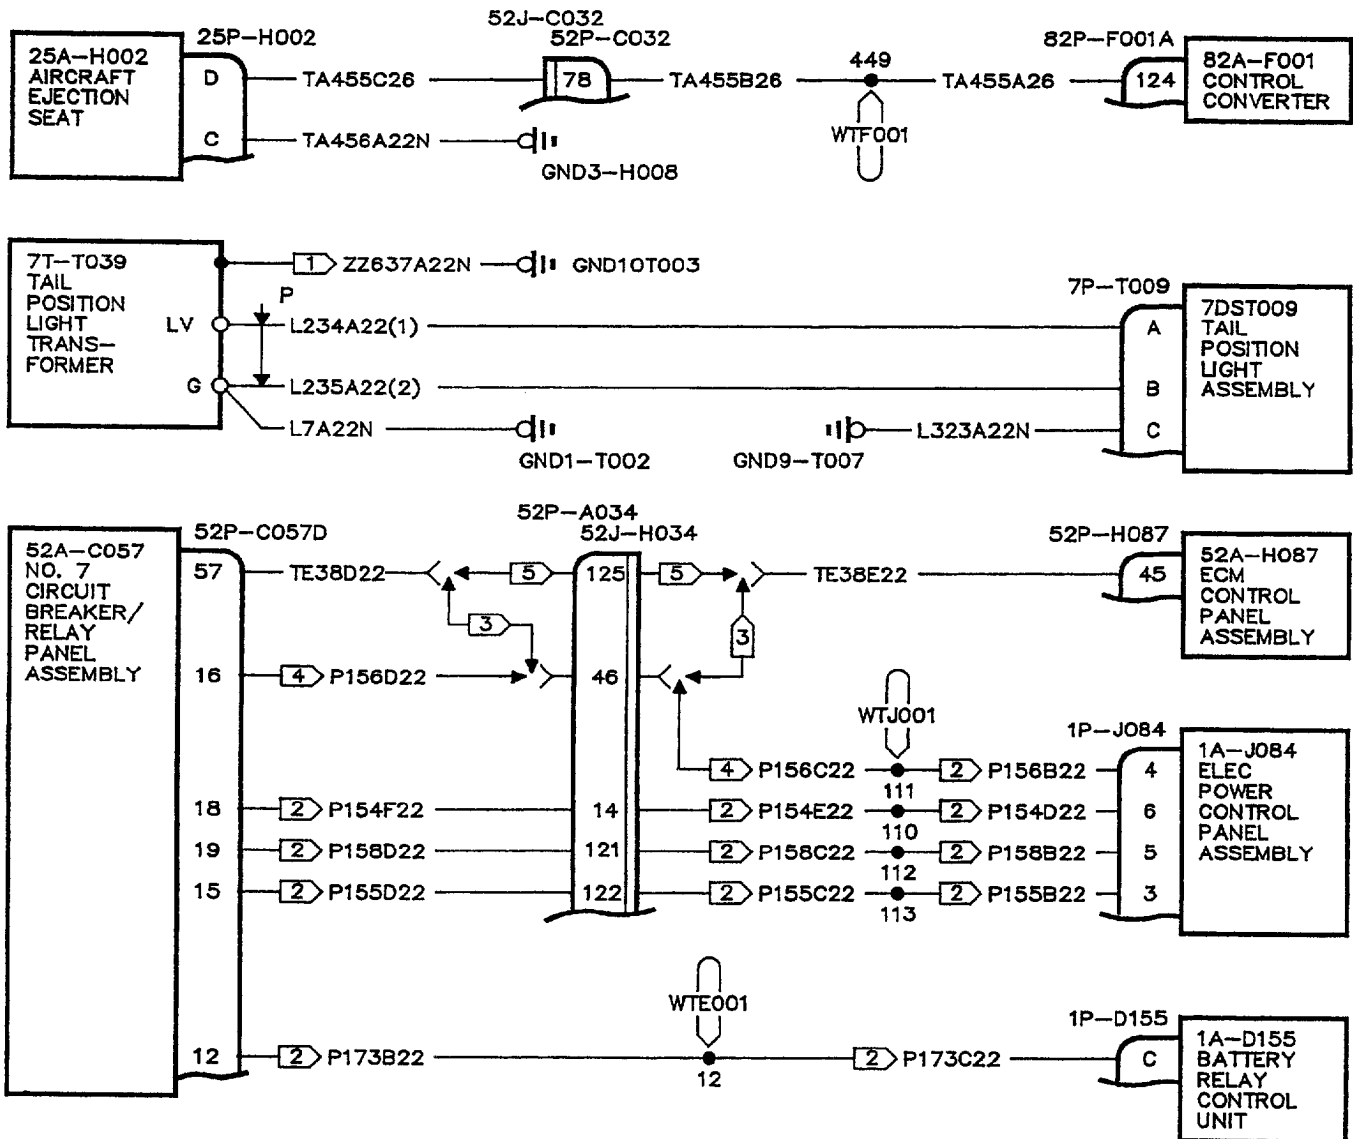 52J-C032
25P-H002
52P-C032
82P-F001A
25A-H002
AIRCRAFT
EJECTION
SEAT
D
TA455C26
78
TA455B26
449
TA455A26
124
82A-F001
CONTROL
CONVERTER
C
TA456A22N
GND3-H008
WTF001
7T-T039
TAIL
POSITION
LIGHT
TRANS-
FORMER
1
ZZ637A22N
GND10T003
P
LV
L234A22(1)
G
L235A22(2)
L7A22N
GND1-T002
GND9-T007
L323A22N
7P-T009
A
B
C
7DST009
TAIL
POSITION
LIGHT
ASSEMBLY
52P-A034
52P-C057D
52J-H034
52P-H087
52A-C057
NO. 7
CIRCUIT
BREAKER/
RELAY
PANEL
ASSEMBLY
57
TE38D22
5
125
5
TE38E22
45
52A-H087
ECM
CONTROL
PANEL
ASSEMBLY
3
3
16
4
P156D22
46
WTJ001
1P-J084
4
P156C22
111
2
P156B22
4
1A-J084
ELEC
POWER
CONTROL
PANEL
ASSEMBLY
18
2
P154F22
14
2
P154E22
110
2
P154D22
6
19
2
P158D22
121
2
P158C22
112
2
P158B22
5
15
2
P155D22
122
2
P155C22
113
2
P155B22
3
WTE001
1P-D155
12
2
P173B22
12
2
P173C22
C
1A-D155
BATTERY
RELAY
CONTROL
UNIT